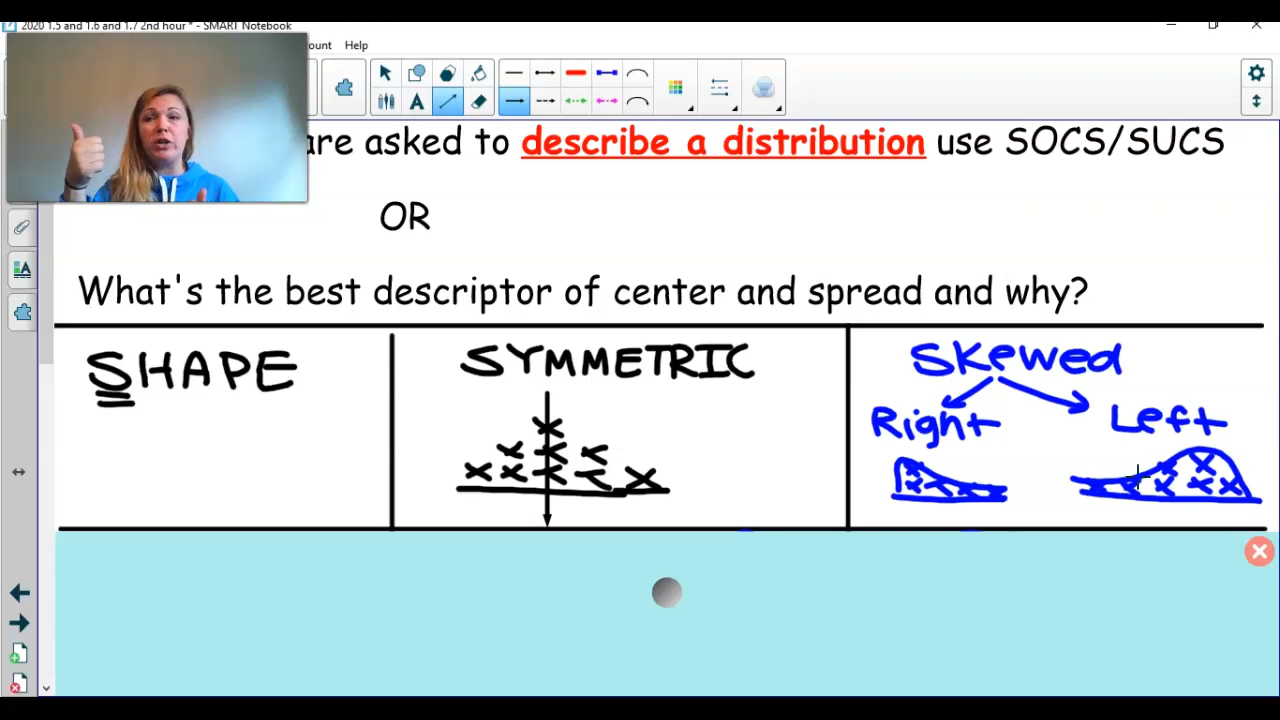 2020 1.5 and 1.6 and 1.7 2nd hour * - SMART Notebook
ount Help
are asked to describe a distribution use SOCS/SUCS
OR
What's the best descriptor of center and spread and why?
SHAPE
SYMMETRIC
Skewed
Right Left